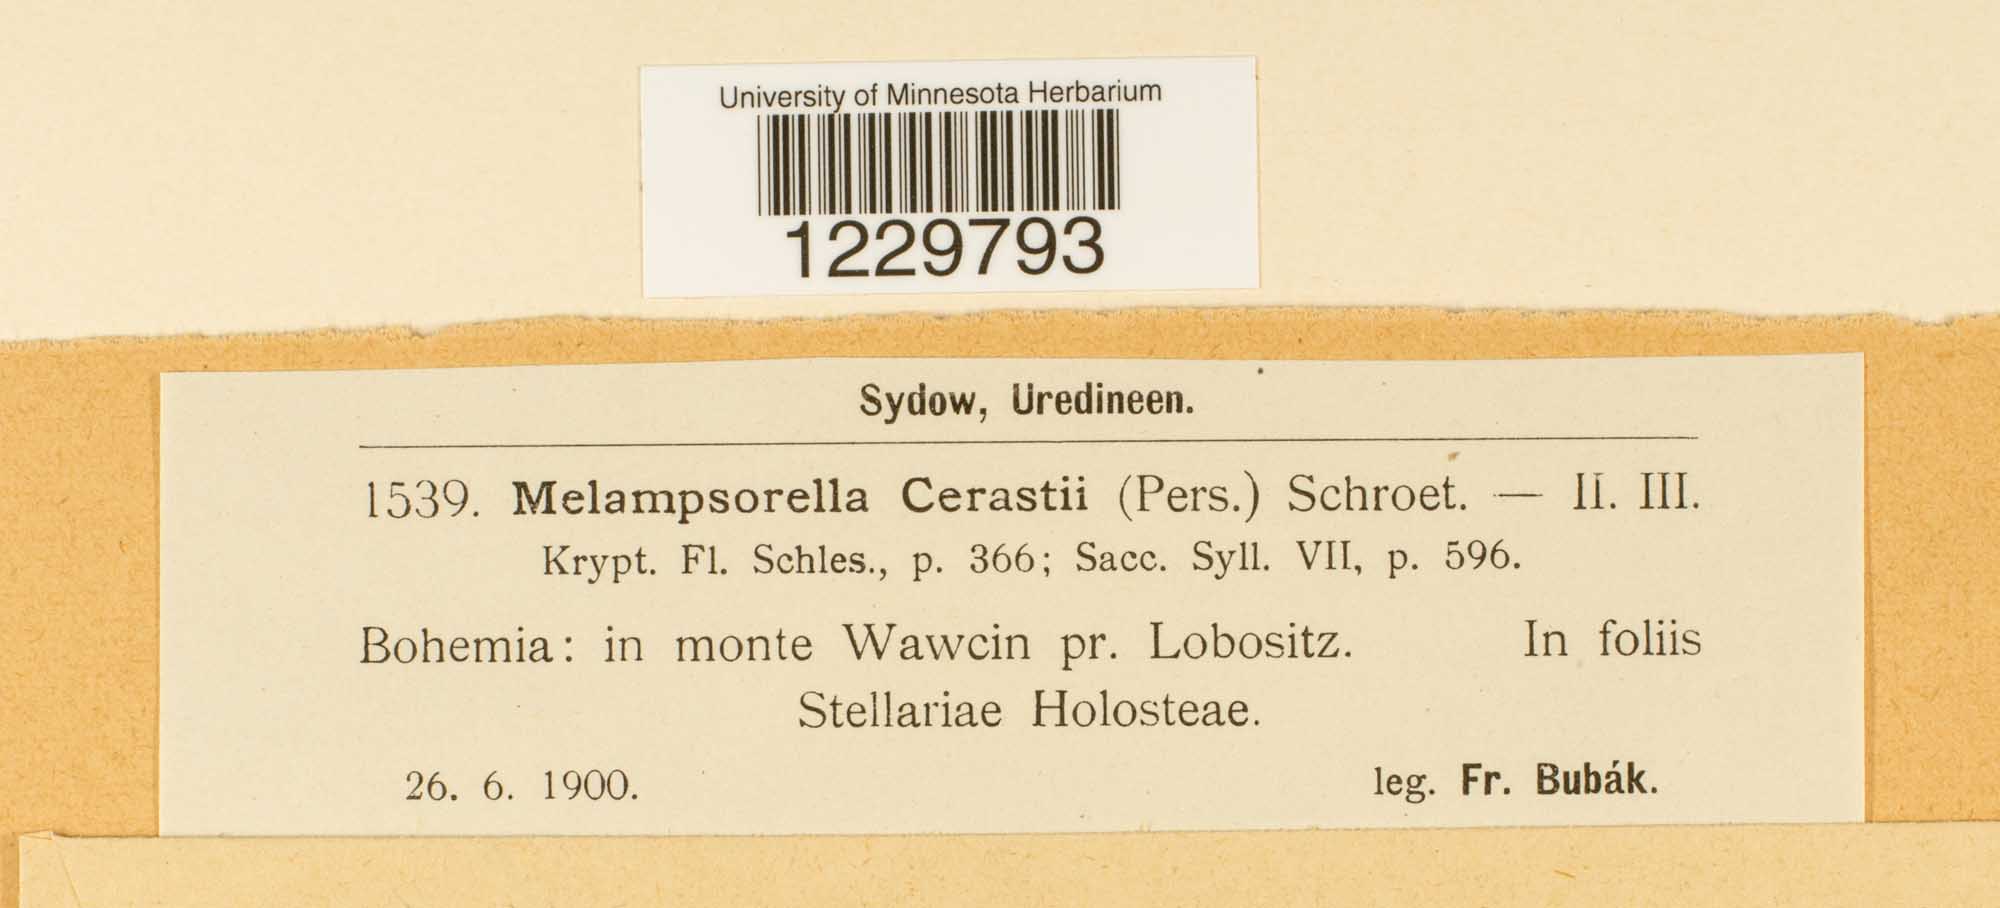 University of Minnesota Herbarium
1229793
Sydow, Uredineen.
1539. Melampsorella Cerastii (Pers.) Schroet. — II. III.
Krypt. Fl. Schles., p. 366; Sacc. Syll. VII, p. 596.
Bohemia: in monte Wawcin pr. Lobositz. In foliis
Stellariae Holosteae.
26. 6. 1900. leg. Fr. Bubák.